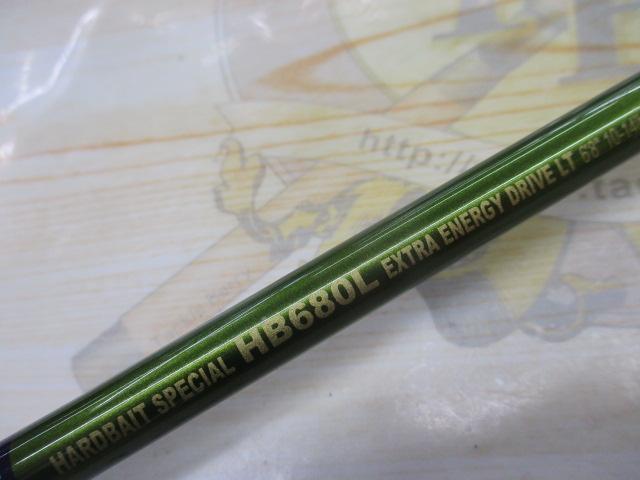 HARDBAIT SPECIAL HB680L EXTRA ENERGY DRIVE LT 68"
http://